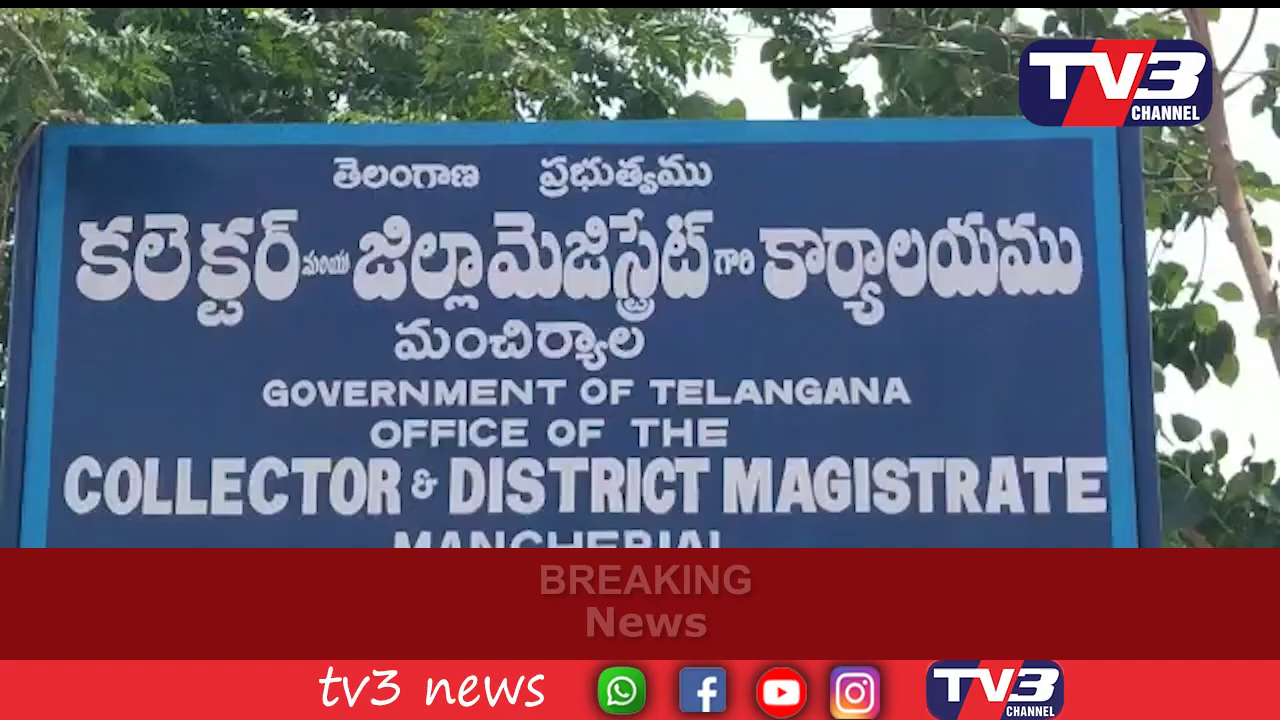 TV3
CHANNEL
తెలంగాణ ప్రభుత్వము
కలెక్టర్ మరియు జిల్లా మెజిస్ట్రేట్ గారి కార్యాలయము
మంచిర్యాల
GOVERNMENT OF TELANGANA
OFFICE OF THE
COLLECTOR & DISTRICT MAGISTRATE
MANCHERIAL
BREAKING
News
tv3 news
TV3
CHANNEL